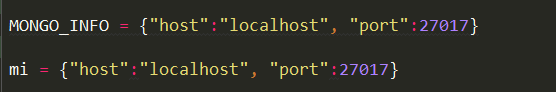 MONGO_INFO = {"host":"localhost", "port":27017}
mi = {"host":"localhost", "port":27017}